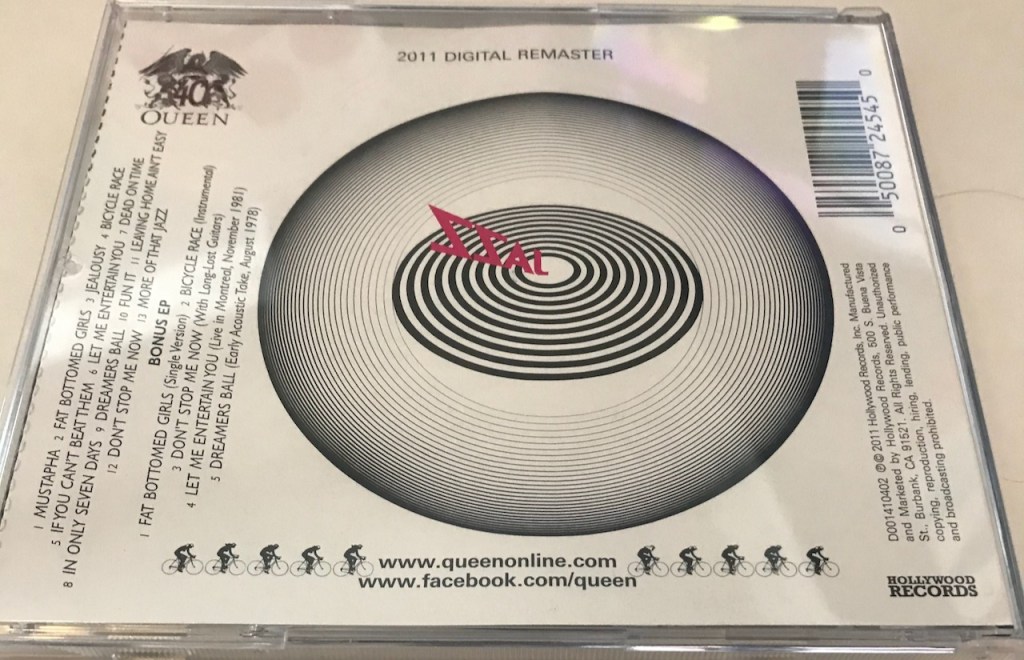 2011 DIGITAL REMASTER
40
QUEEN
1 MUSTAPHA 2 FAT BOTTOMED GIRLS 3 JEALOUSY 4 BICYCLE RACE
5 IF YOU CAN'T BEAT THEM 6 LET ME ENTERTAIN YOU 7 DEAD ON TIME
8 IN ONLY SEVEN DAYS 9 DREAMERS BALL 10 FUN IT 11 LEAVING HOME AIN'T EASY
12 DON'T STOP ME NOW 13 MORE OF THAT JAZZ
BONUS EP
1 FAT BOTTOMED GIRLS (Single Version) 2 BICYCLE RACE (Instrumental)
3 DON'T STOP ME NOW (With Long-Lost Guitars)
4 LET ME ENTERTAIN YOU (Live in Montreal, November 1981)
5 DREAMERS BALL (Early Acoustic Take, August 1978)
0 50087 24545 0
D001410402 ℗ © 2011 Hollywood Records, Inc. Manufactured
and Marketed by Hollywood Records, 500 S. Buena Vista
St., Burbank, CA 91521. All Rights Reserved. Unauthorized
copying, reproduction, hiring, lending, public performance
and broadcasting prohibited.
www.queenonline.com
www.facebook.com/queen
HOLLYWOOD
RECORDS